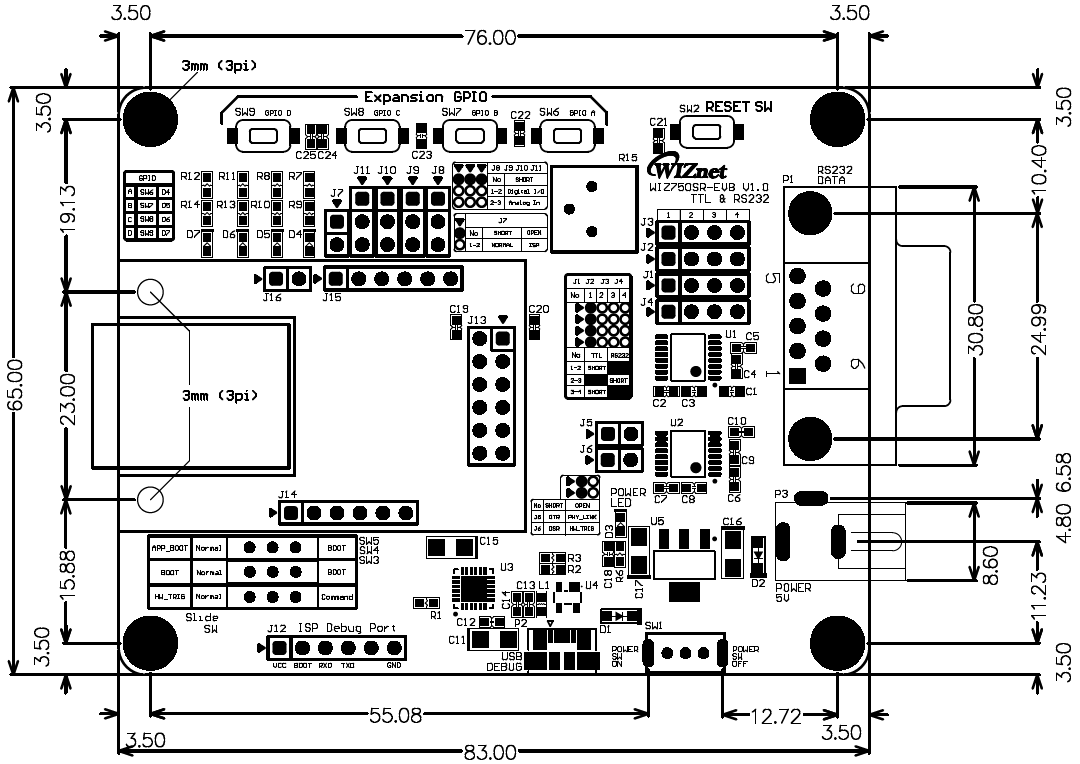 3.50
3.50
76.00
3mm (3pi)
Expansion GPIO
SW9 GPIO D
SW8 GPIO C
SW7 GPIO B
C22
SW6 GPIO A
C21
SW2 RESET SW
3.50
3.50
C25 C24
C23
R15
WIZnet
WIZ750SR-EVB V1.0
TTL & RS232
P1
RS232
DATA
10.40
19.13
GPIO
A SW6 D4
B SW7 D5
C SW8 D6
D SW9 D7
R12 R11 R8 R7
R14 R13 R10 R9
D7 D6 D5 D4
J7
J11 J10 J9 J8
J8 J9 J10 J11
No SHORT
1-2 Digital I/O
2-3 Analog In
J7
No SHORT OPEN
1-2 NORMAL ISP
1 2 3 4
J3
J2
J1
J4
J16
J15
J1 J2 J3 J4
No 1 2 3 4
No TTL RS232
1-2 SHORT
2-3 SHORT
3-4 SHORT
C19
J13
C20
U1
C5
C4
C2 C3
C1
5
9
1
6
30.80
24.99
65.00
23.00
3mm (3pi)
J5
J6
U2
C10
C9
C7 C8
C6
No SHORT OPEN
J5 DTR PHY_LINK
J6 DSR HW_TRIG
6.58
4.80
J14
POWER
LED
D3
U5
C16
P3
15.88
APP_BOOT Normal BOOT
BOOT Normal BOOT
HW_TRIG Normal Command
SW5
SW4
SW3
Slide
SW
C15
U3
R3
R2
C18
R6
C17
D2
POWER
5V
8.60
11.23
R1
C14
C13
L1
U4
P2
C12
C11
D1
SW1
J12 ISP Debug Port
VCC BOOT RXD TXD GND
USB
DEBUG
POWER
SW
ON
POWER
SW
OFF
3.50
3.50
55.08
12.72
3.50
3.50
83.00